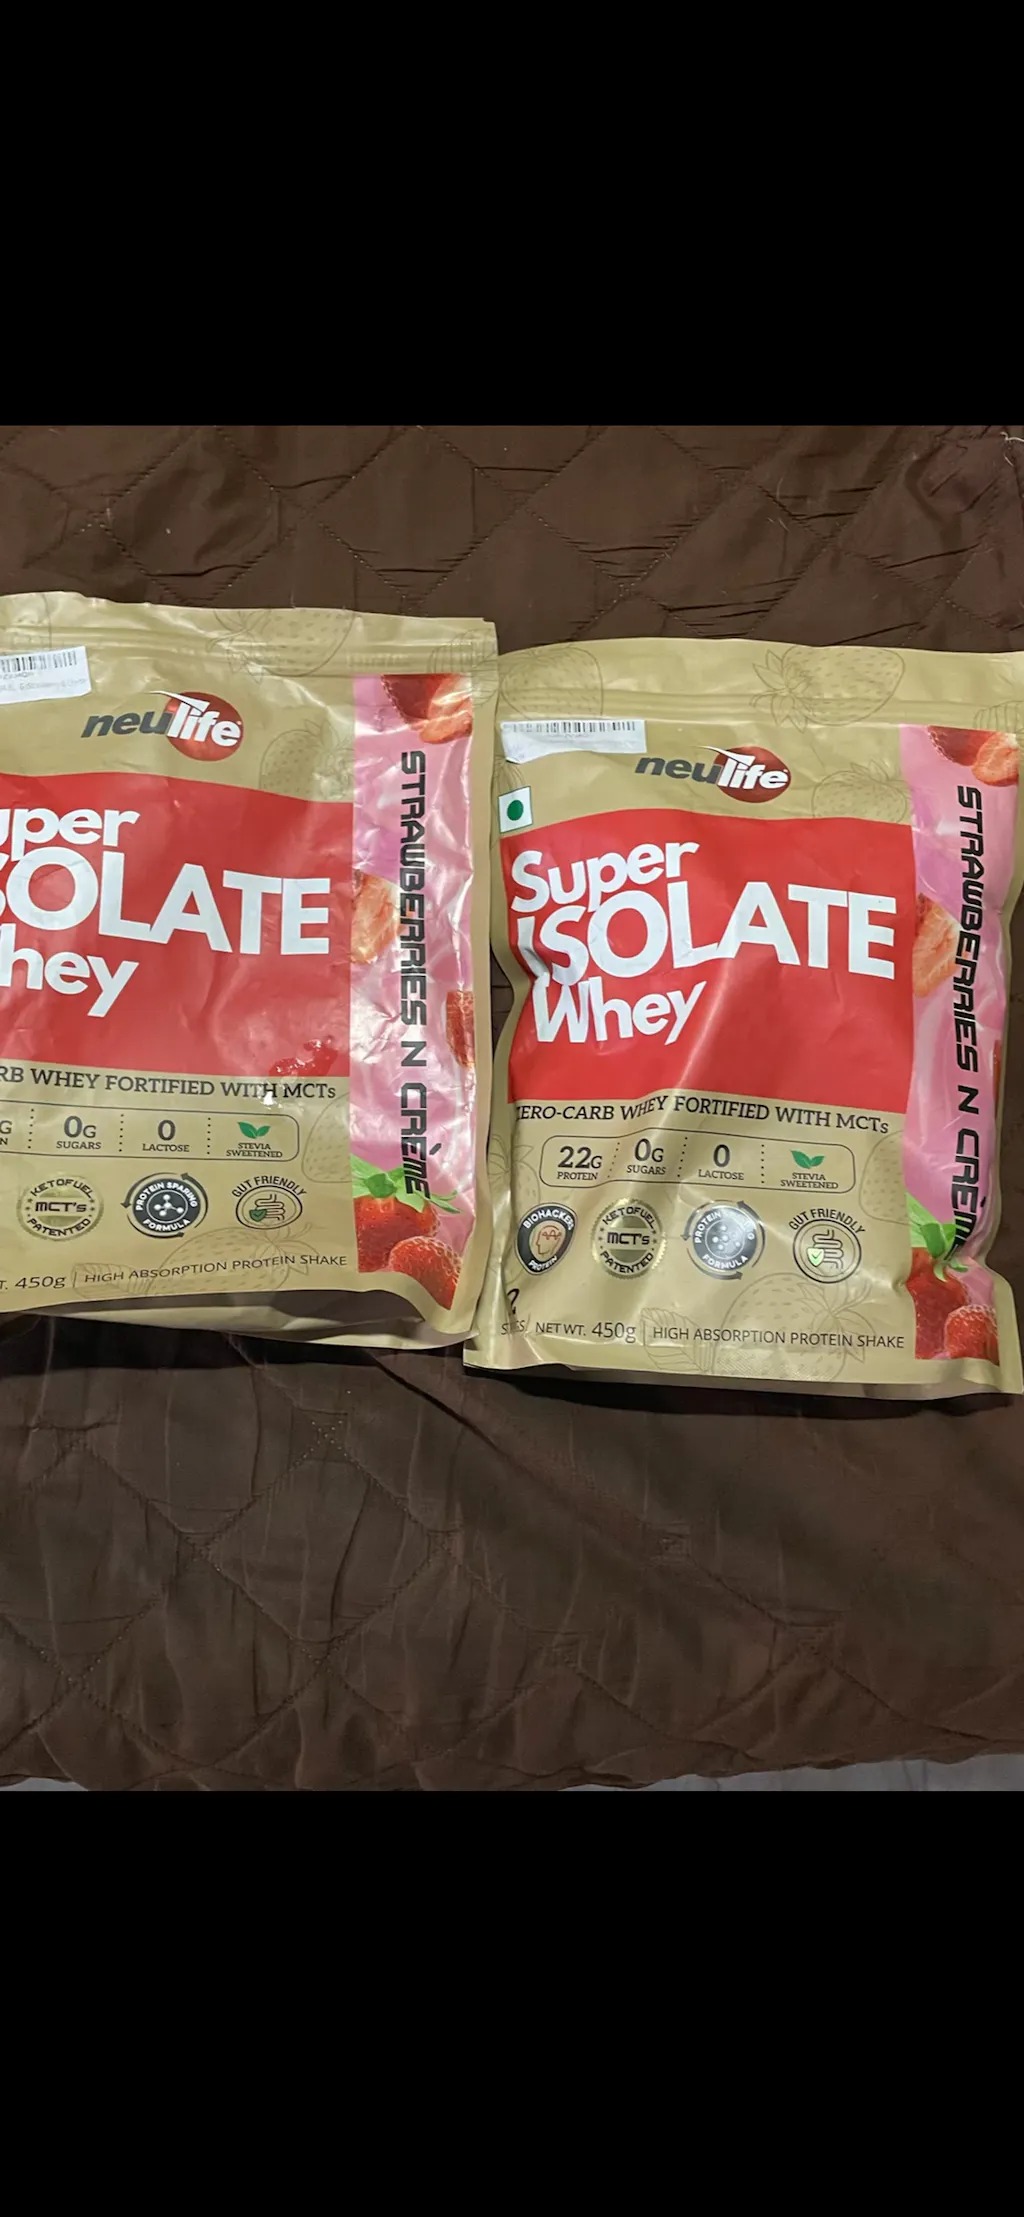 neulife
uper
SOLATE
hey
RB WHEY FORTIFIED WITH MCTs
G
N
0G
SUGARS
0
LACTOSE
STEVIA
SWEETENED
KETOFUEL
MCT's
PATENTED
PROTEIN SPARING
FORMULA
GUT FRIENDLY
T. 450g | HIGH ABSORPTION PROTEIN SHAKE
STRAWBERRIES N CRÈME
neulife
Super
ISOLATE
Whey
ZERO-CARB WHEY FORTIFIED WITH MCTs
22G
PROTEIN
0G
SUGARS
0
LACTOSE
STEVIA
SWEETENED
BIOHACKER
PROTEIN
KETOFUEL
MCT's
PATENTED
PROTEIN SPARING
FORMULA
GUT FRIENDLY
NET WT. 450g | HIGH ABSORPTION PROTEIN SHAKE
STRAWBERRIES N CRÈME